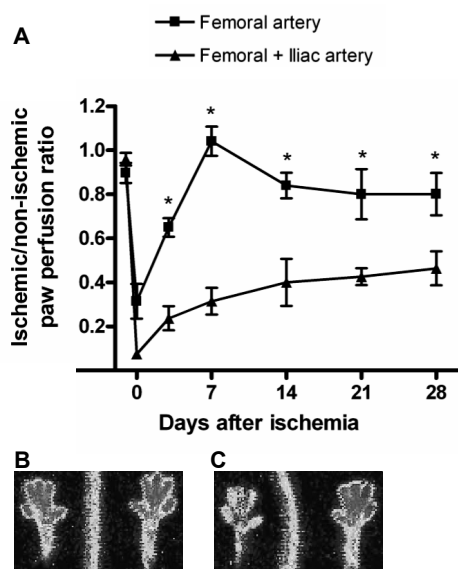 Femoral artery
A
Femoral + Iliac artery
Ischemic/non-ischemic
paw perfusion ratio
1.2
1.0
0.8
0.6
0.4
0.2
*
*
*
*
*
0
7
14
21
28
Days after ischemia
B
C